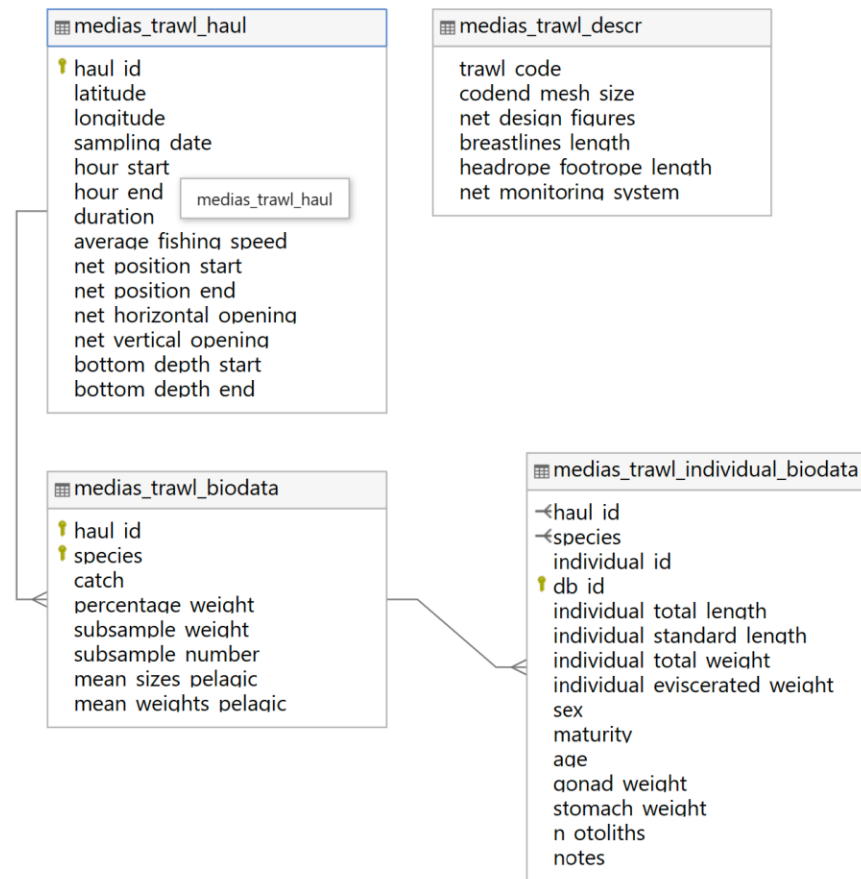 medias_trawl_haul
haul id
latitude
longitude
sampling date
hour start
hour end
duration
average fishing speed
net position start
net position end
net horizontal opening
net vertical opening
bottom depth start
bottom depth end
medias_trawl_haul
medias_trawl_descr
trawl code
codend mesh size
net design figures
breastlines length
headrope footrope length
net monitoring system
medias_trawl_biodata
haul id
species
catch
percentage weight
subsample weight
subsample number
mean sizes pelagic
mean weights pelagic
medias_trawl_individual_biodata
haul id
species
individual id
db id
individual total length
individual standard length
individual total weight
individual eviscerated weight
sex
maturity
age
gonad weight
stomach weight
n otoliths
notes